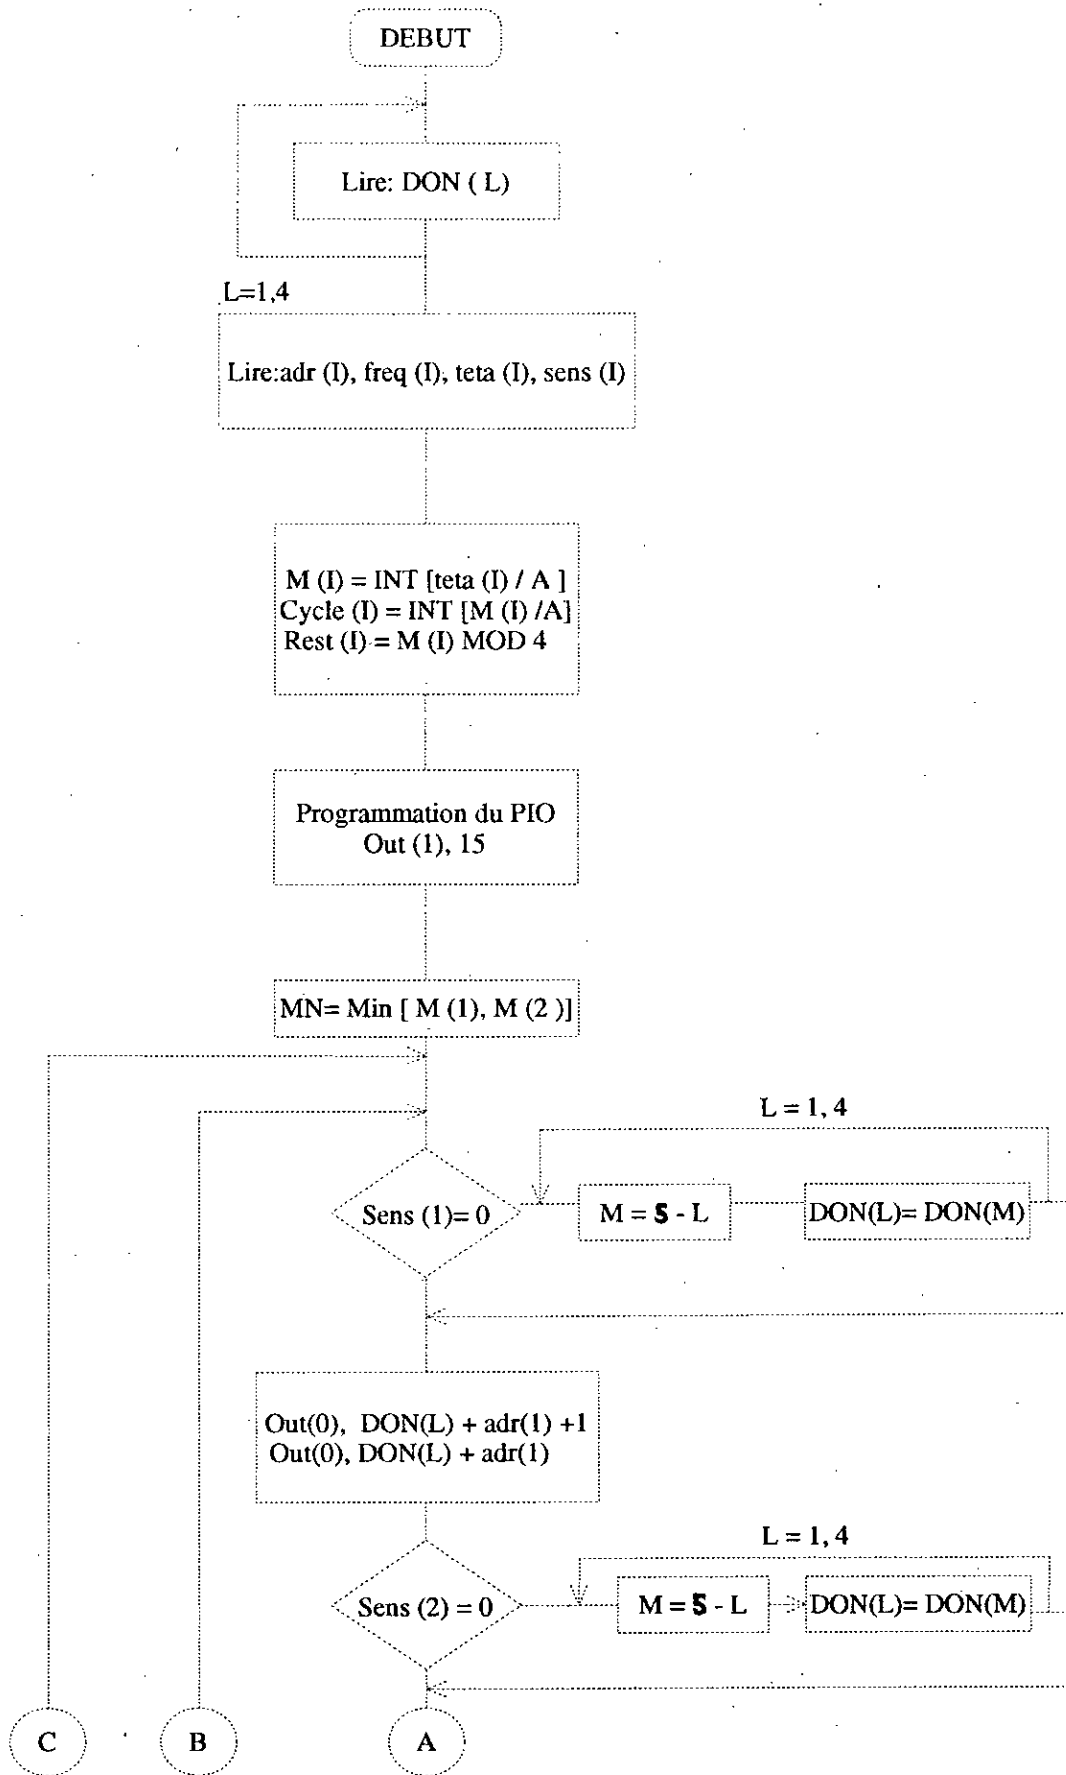 DEBUT
Lire: DON ( L)
L=1,4
Lire:adr (I), freq (I), teta (I), sens (I)
M (I) = INT [teta (I) / A ]
Cycle (I) = INT [M (I) /A]
Rest (I) = M (I) MOD 4
Programmation du PIO
Out (1), 15
MN= Min [ M (1), M (2 )]
L = 1, 4
Sens (1)= 0
M = 5 - L
DON(L)= DON(M)
Out(0), DON(L) + adr(1) +1
Out(0), DON(L) + adr(1)
L = 1, 4
Sens (2) = 0
M = 5 - L
DON(L)= DON(M)
C
B
A